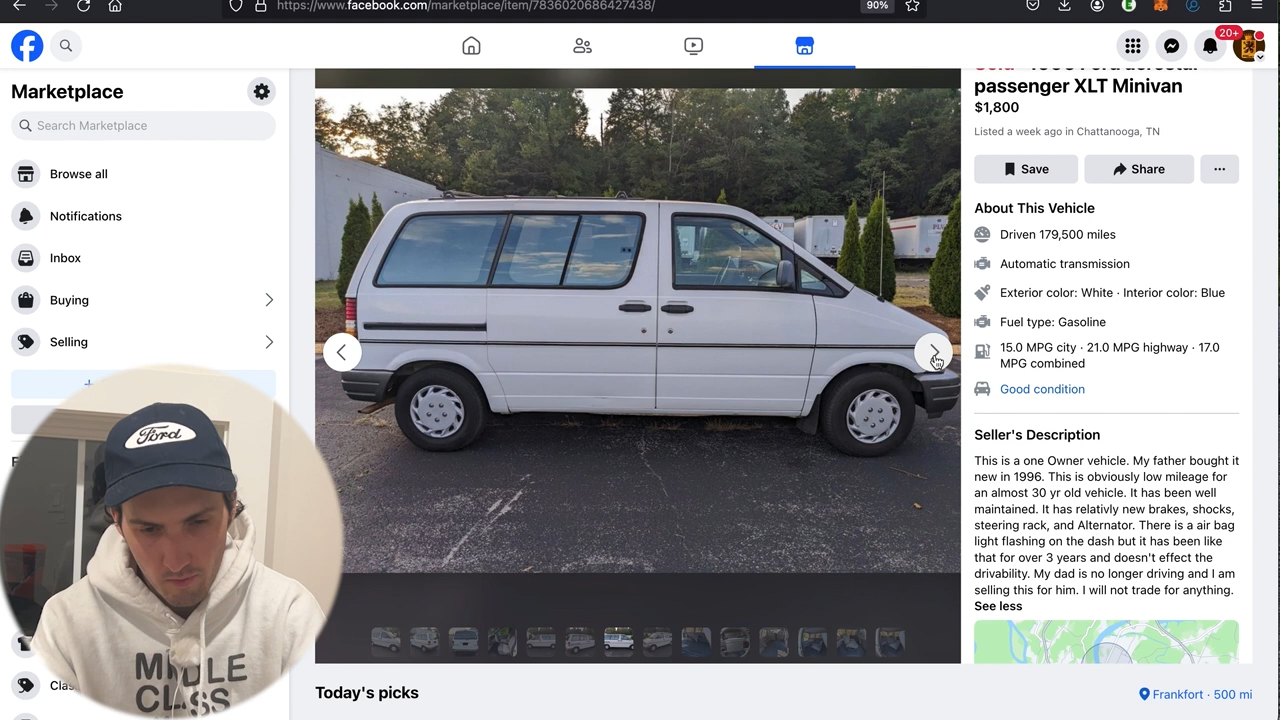 https://www.facebook.com/marketplace/item/7836020686427438/
90%
20+
Marketplace
Search Marketplace
Browse all
Notifications
Inbox
Buying
Selling
passenger XLT Minivan
$1,800
Listed a week ago in Chattanooga, TN
Save
Share
About This Vehicle
Driven 179,500 miles
Automatic transmission
Exterior color: White · Interior color: Blue
Fuel type: Gasoline
15.0 MPG city · 21.0 MPG highway · 17.0
MPG combined
Good condition
Seller's Description
This is a one Owner vehicle. My father bought it
new in 1996. This is obviously low mileage for
an almost 30 yr old vehicle. It has been well
maintained. It has relativly new brakes, shocks,
steering rack, and Alternator. There is a air bag
light flashing on the dash but it has been like
that for over 3 years and doesn't effect the
drivability. My dad is no longer driving and I am
selling this for him. I will not trade for anything.
See less
Today's picks
Frankfort · 500 mi
Ford
MIDDLE
CLASS